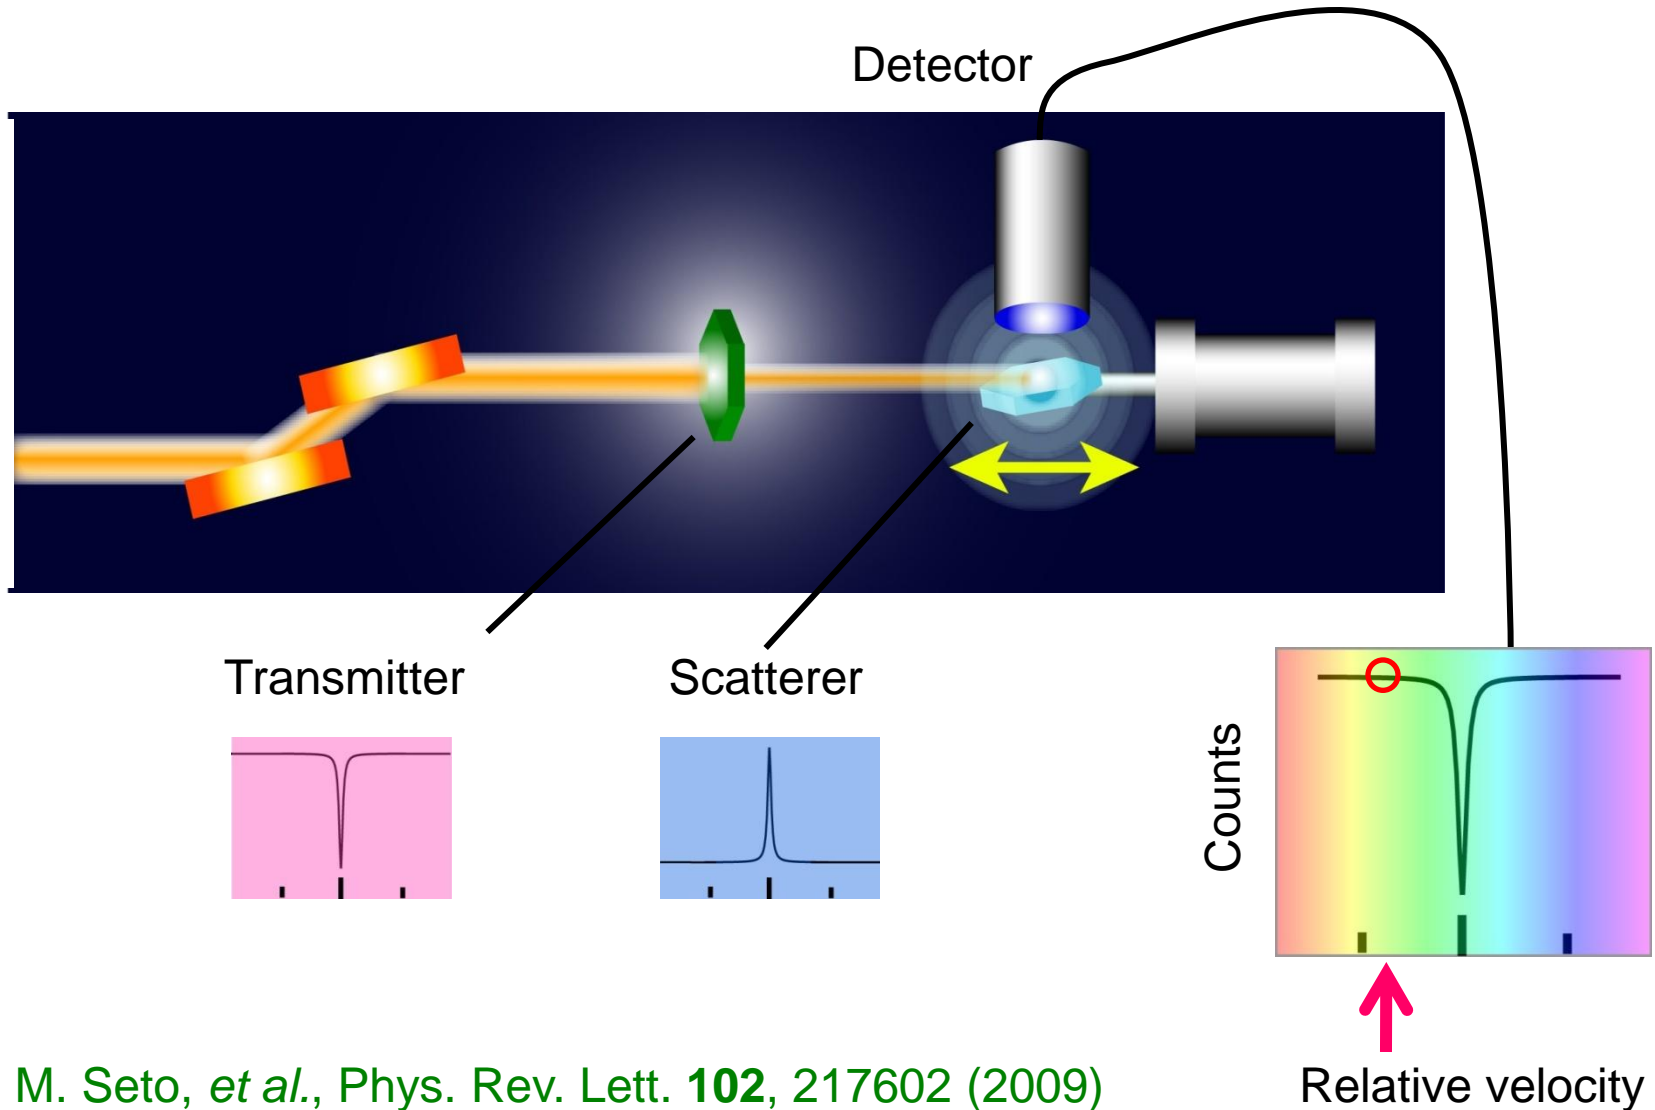 Detector
Transmitter
Scatterer
Counts
Relative velocity
M. Seto, et al., Phys. Rev. Lett. 102, 217602 (2009)